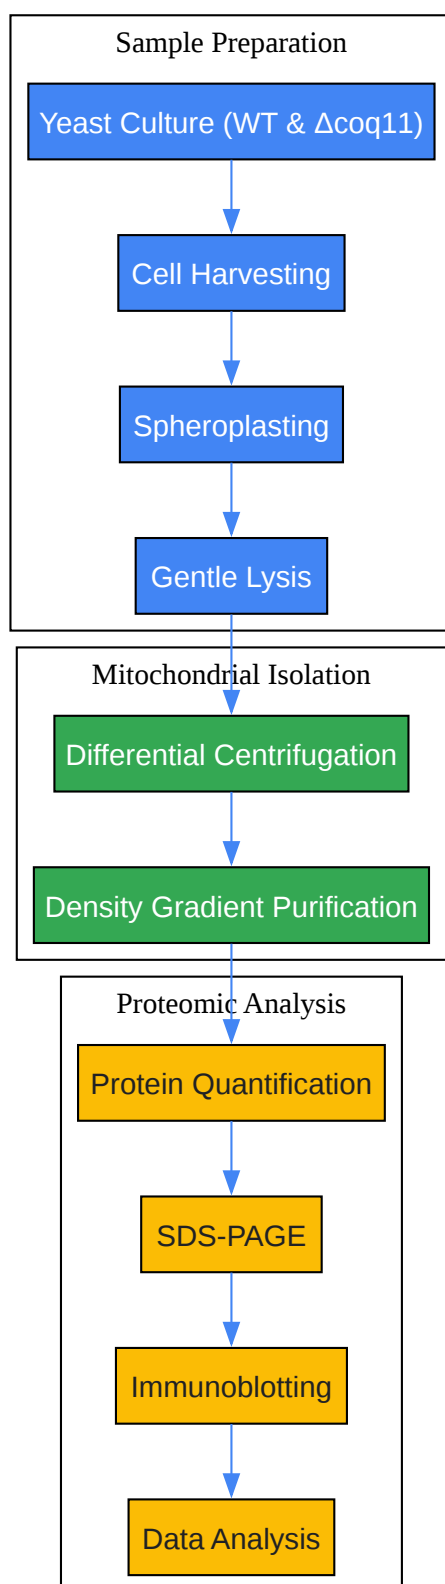 Sample Preparation
Yeast Culture (WT & Δcoq11)
Cell Harvesting
Spheroplasting
Gentle Lysis
Mitochondrial Isolation
Differential Centrifugation
Density Gradient Purification
Proteomic Analysis
Protein Quantification
SDS-PAGE
Immunoblotting
Data Analysis